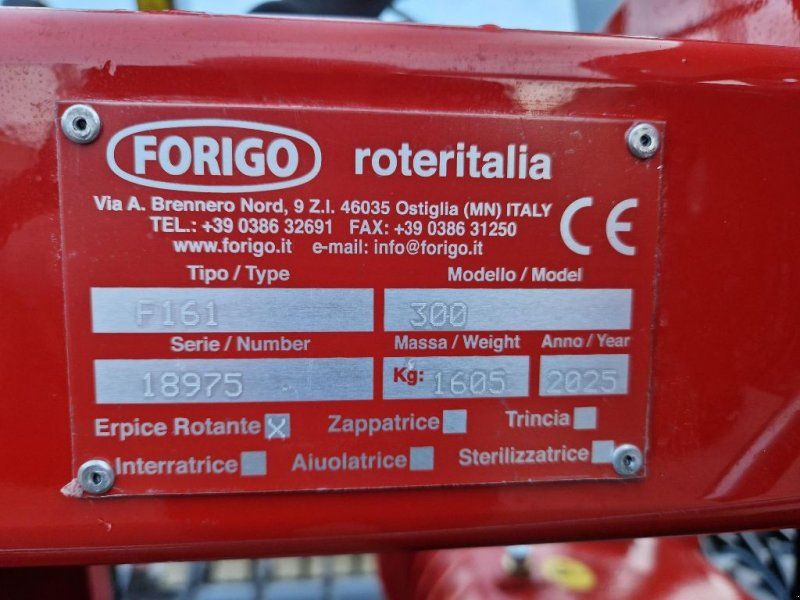 FORIGO roteritalia
Via A. Brennero Nord, 9 Z.I. 46035 Ostiglia (MN) ITALY
TEL.: +39 0386 32691 FAX: +39 0386 31250
www.forigo.it e-mail: info@forigo.it
CE
Tipo / Type Modello / Model
F161 300
Serie / Number Massa / Weight Anno / Year
18975 Kg: 1605 2025
Erpice Rotante X Zappatrice Trincia
Interratrice Aiuolatrice Sterilizzatrice